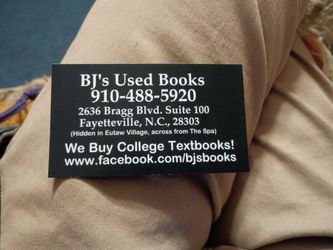 BJ's Used Books
910-488-5920
2636 Bragg Blvd. Suite 100
Fayetteville, N.C., 28303
(Hidden in Eutaw Village, across from The Spa)
We Buy College Textbooks!
www.facebook.com/bjsbooks